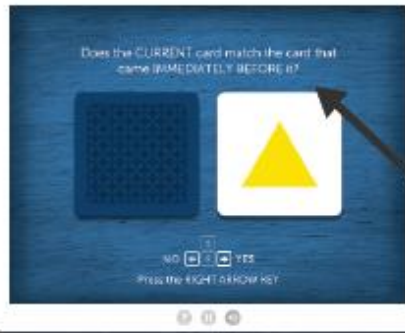 Does the CURRENT card match the card that
came IMMEDIATELY BEFORE it?
NO YES
Press the RIGHT ARROW KEY